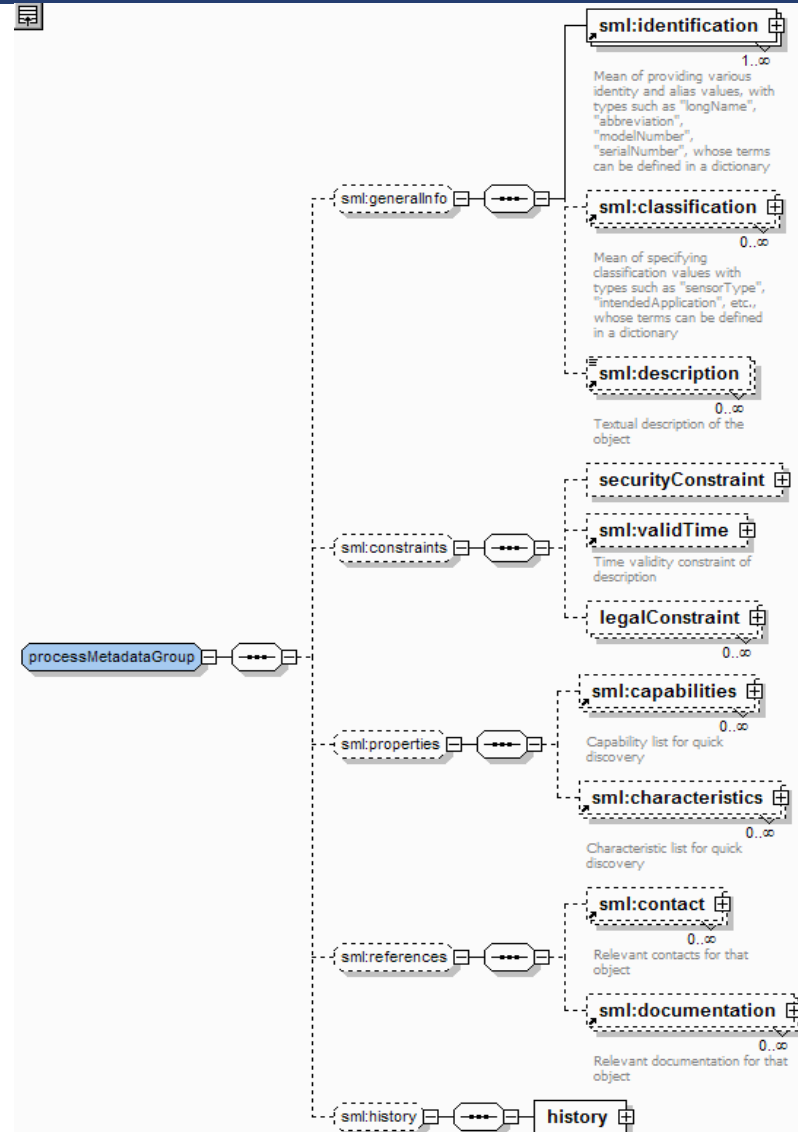 sml:identification
1..∞
Mean of providing various
identity and alias values, with
types such as "longName",
"abbreviation",
"modelNumber",
"serialNumber", whose terms
can be defined in a dictionary
sml:generalInfo
sml:classification
0..∞
Mean of specifying
classification values with
types such as "sensorType",
"intendedApplication", etc.,
whose terms can be defined
in a dictionary
sml:description
0..∞
Textual description of the
object
securityConstraint
sml:constraints
sml:validTime
Time validity constraint of
description
legalConstraint
0..∞
processMetadataGroup
sml:properties
sml:capabilities
0..∞
Capability list for quick
discovery
sml:characteristics
0..∞
Characteristic list for quick
discovery
sml:references
sml:contact
0..∞
Relevant contacts for that
object
sml:documentation
0..∞
Relevant documentation for that
object
sml:history
history